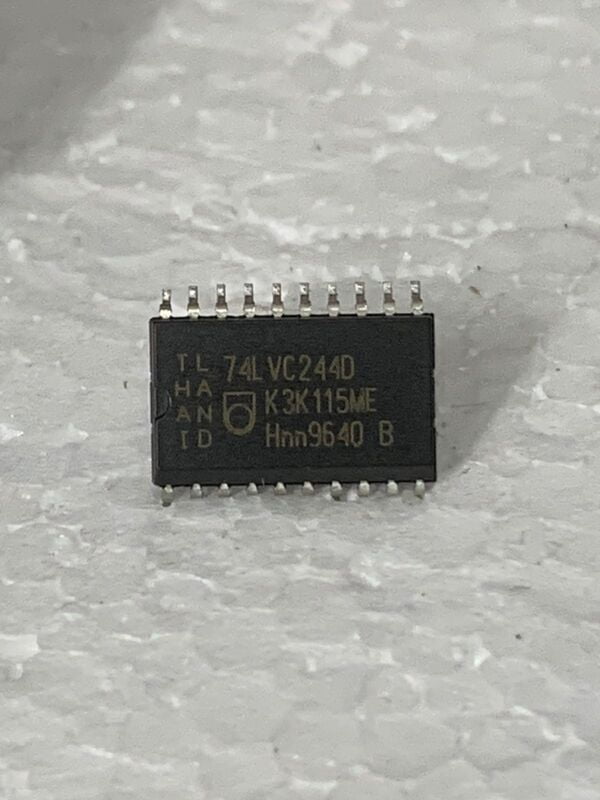 TL
HA
AN
ID
74LVC244D
K3K115ME
Hnn9640 B